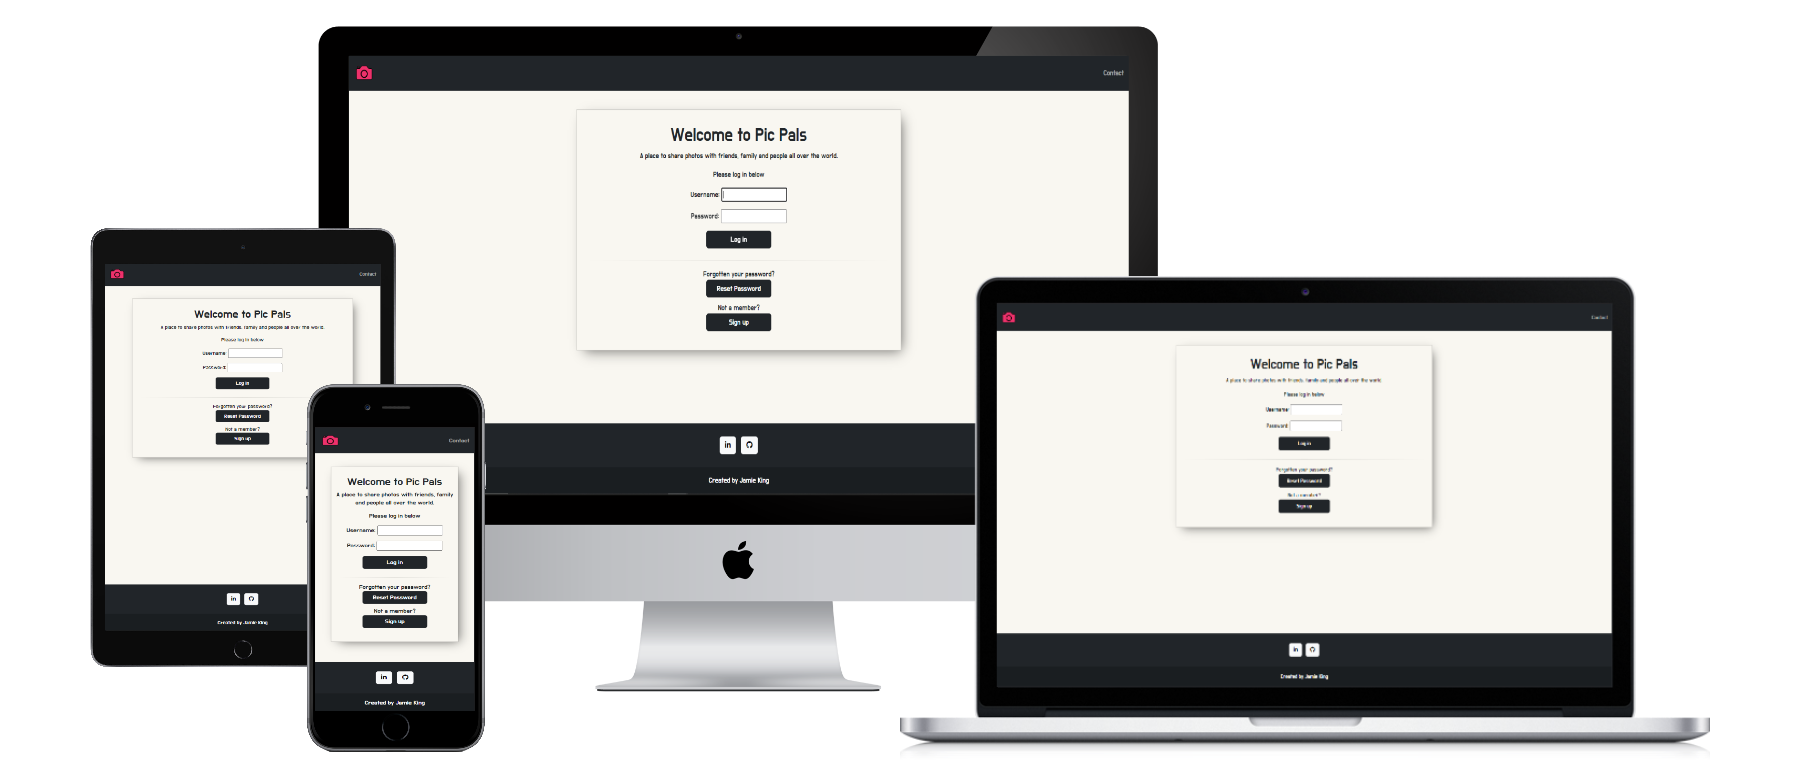 Contact
Welcome to Pic Pals
A place to share photos with friends, family and people all over the world.
Please log in below
Username:
Password:
Log in
Forgotten your password?
Reset Password
Not a member?
Sign up
in
Created by Jamie King
Contact
Welcome to Pic Pals
A place to share photos with friends, family and people all over the world.
Please log in below
Username:
Password:
Log in
Forgotten your password?
Reset Password
Not a member?
Sign up
in
Created by Jamie King
Contact
Welcome to Pic Pals
A place to share photos with friends, family
and people all over the world.
Please log in below
Username:
Password:
Log in
Forgotten your password?
Reset Password
Not a member?
Sign up
in
Created by Jamie King
Contact
Welcome to Pic Pals
A place to share photos with friends, family and people all over the world.
Please log in below
Username:
Password:
Log in
Forgotten your password?
Reset Password
Not a member?
Sign up
in
Created by Jamie King